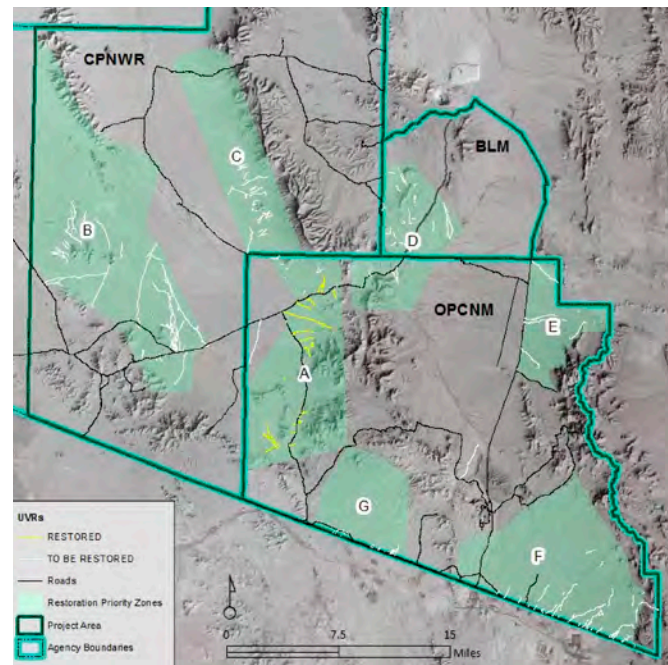 CPNWR
BLM
C
B
D
OPCNM
E
A
G
F
UVRs
RESTORED
TO BE RESTORED
Roads
Restoration Priority Zones
Project Area
Agency Boundaries
0 7.5 15
Miles